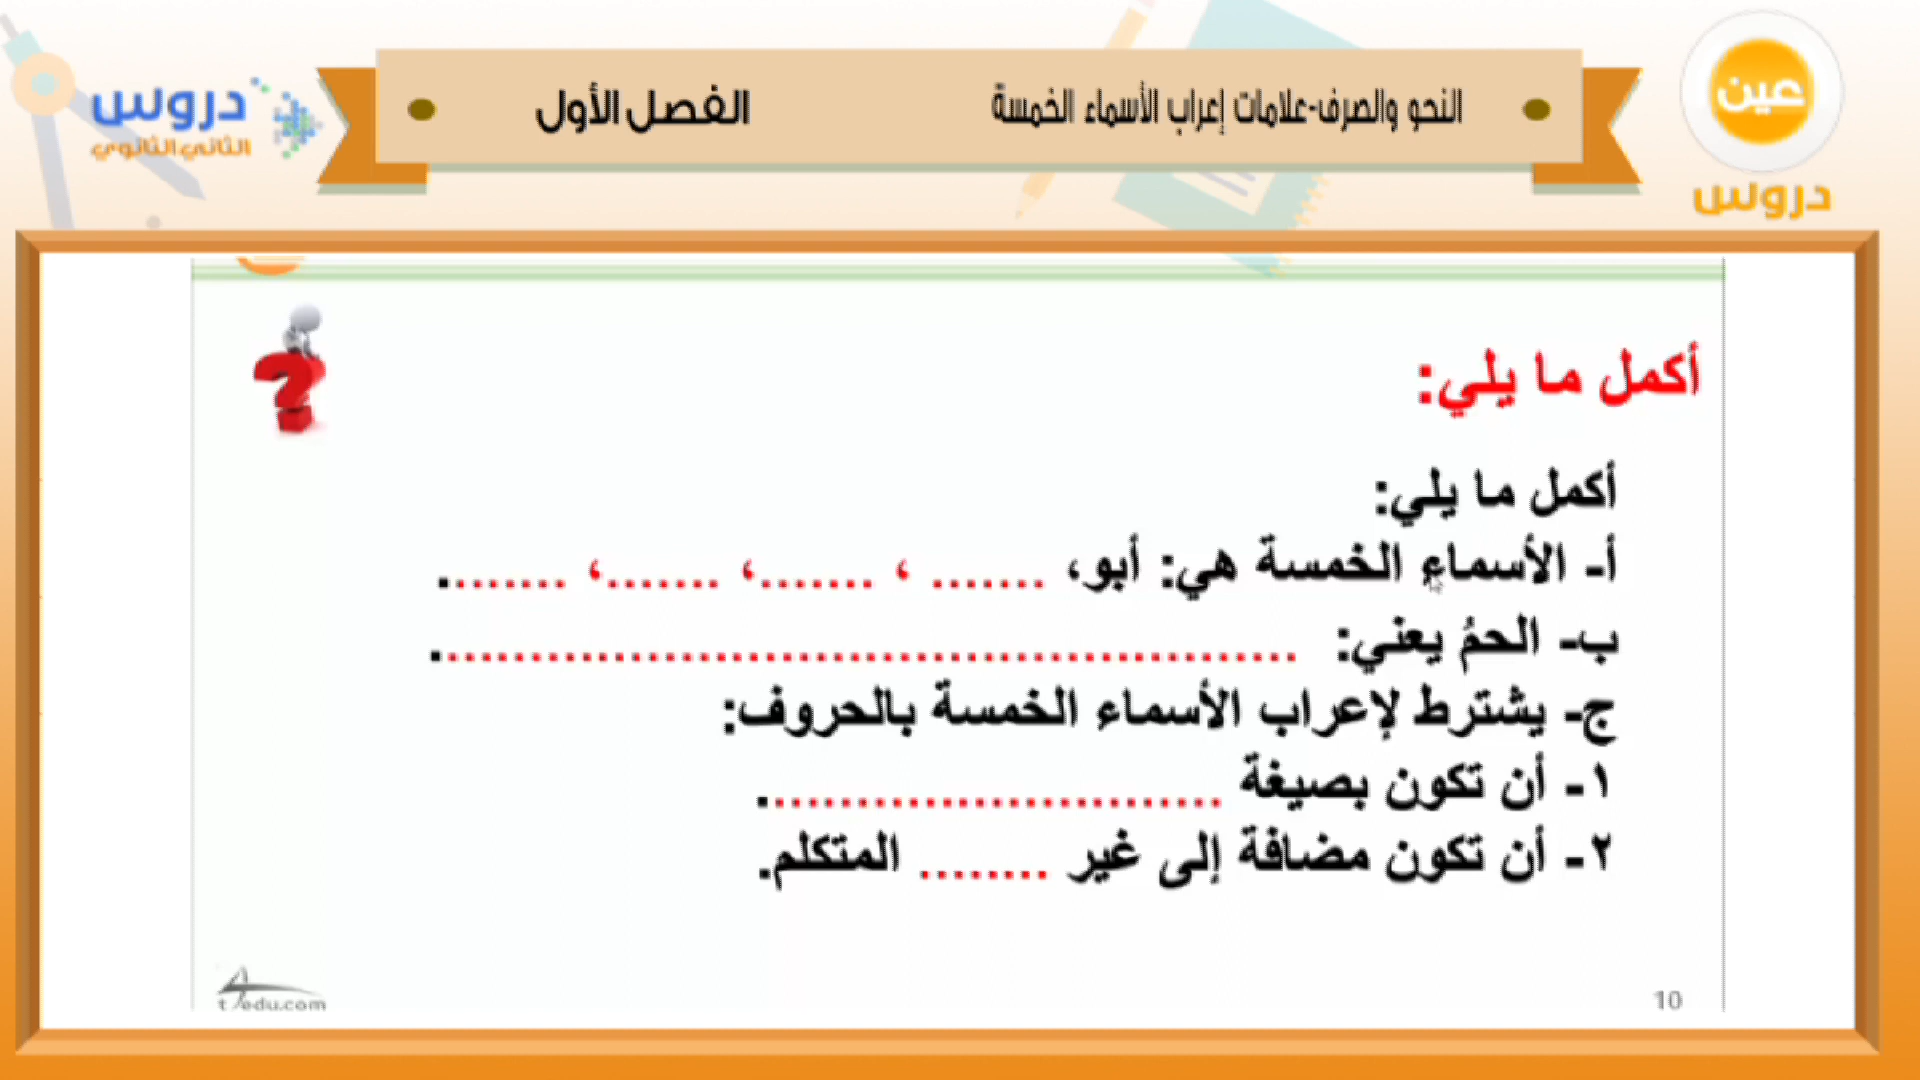 عين
دروس
النحو والصرف-علامات إعراب الأسماء الخمسة
الفصل الأول
دروس
الثاني الثانوي
أكمل ما يلي:
أكمل ما يلي:
أ- الأسماء الخمسة هي: أبو، ....... ، .......، .......، ........
ب- الحمُ يعني: .....................................................
ج- يشترط لإعراب الأسماء الخمسة بالحروف:
١- أن تكون بصيغة ............................
٢- أن تكون مضافة إلى غير ........ المتكلم.
t4edu.com
10